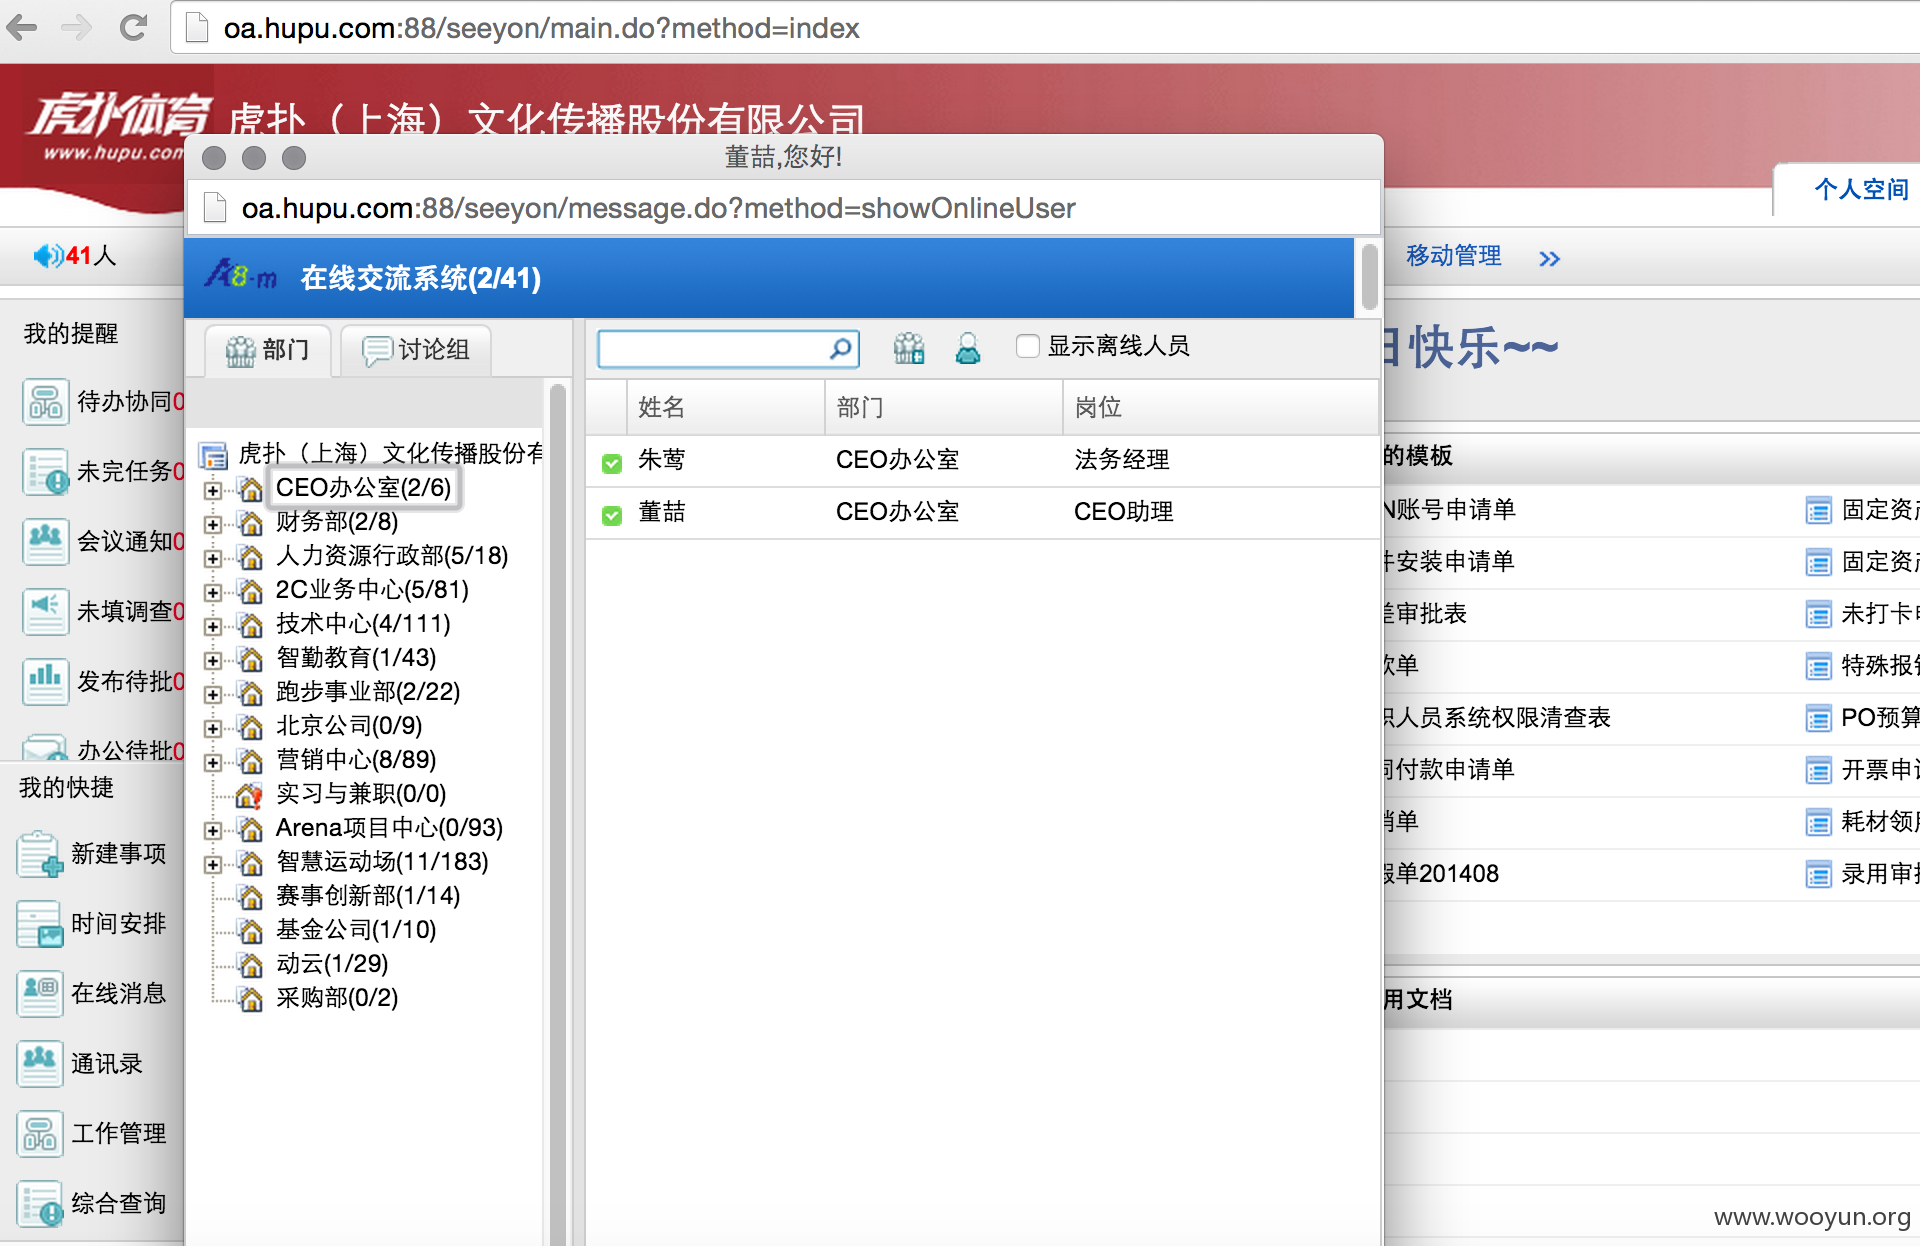 oa.hupu.com:88/seeyon/main.do?method=index
虎扑体育
www.hupu.com
虎扑（上海）文化传播股份有限公司
个人空间
41人
移动管理 »
董喆,您好!
oa.hupu.com:88/seeyon/message.do?method=showOnlineUser
A8-m 在线交流系统(2/41)
部门 讨论组
显示离线人员
姓名 部门 岗位
朱莺 CEO办公室 法务经理
董喆 CEO办公室 CEO助理
虎扑（上海）文化传播股份有
CEO办公室(2/6)
财务部(2/8)
人力资源行政部(5/18)
2C业务中心(5/81)
技术中心(4/111)
智勤教育(1/43)
跑步事业部(2/22)
北京公司(0/9)
营销中心(8/89)
实习与兼职(0/0)
Arena项目中心(0/93)
智慧运动场(11/183)
赛事创新部(1/14)
基金公司(1/10)
动云(1/29)
采购部(0/2)
我的提醒
待办协同0
未完任务0
会议通知0
未填调查0
发布待批0
办公待批0
我的快捷
新建事项
时间安排
在线消息
通讯录
工作管理
综合查询
日快乐~~
的模板
N账号申请单 固定资产
件安装申请单 固定资产
差审批表 未打卡申
款单 特殊报销
职人员系统权限清查表 PO预算
同付款申请单 开票申请
销单 耗材领用
假单201408 录用审批
用文档
www.wooyun.org